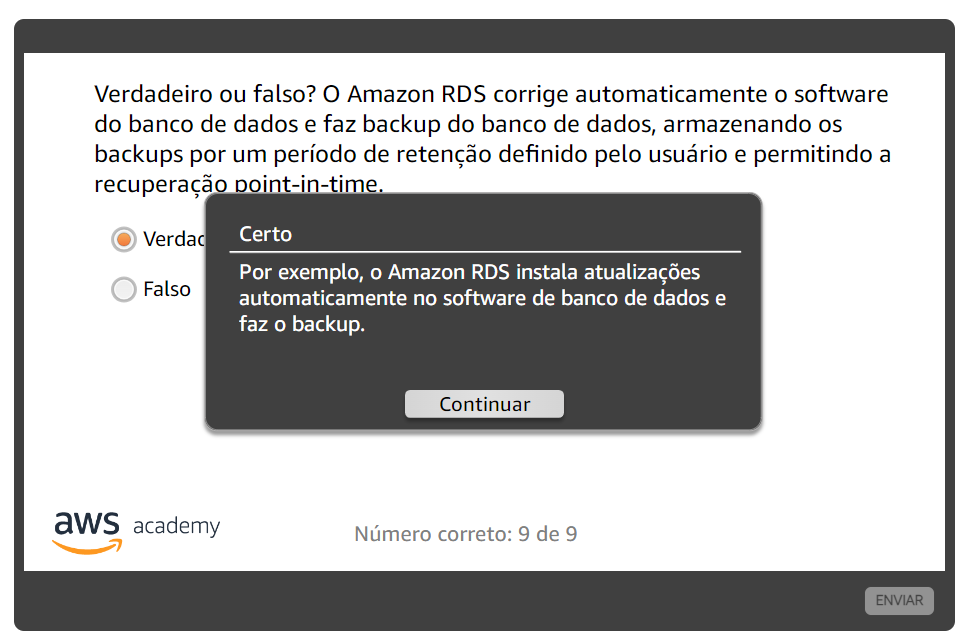 Verdadeiro ou falso? O Amazon RDS corrige automaticamente o software
do banco de dados e faz backup do banco de dados, armazenando os
backups por um período de retenção definido pelo usuário e permitindo a
recuperação point-in-time.
Verdad
Falso
Certo
Por exemplo, o Amazon RDS instala atualizações
automaticamente no software de banco de dados e
faz o backup.
Continuar
aws academy
Número correto: 9 de 9
ENVIAR